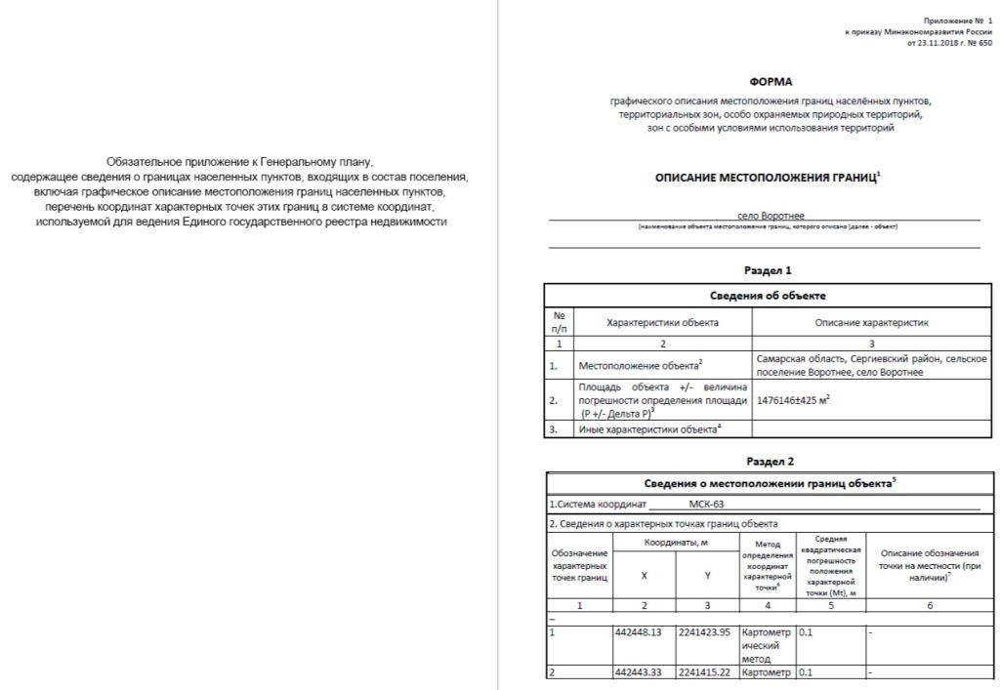 Обязательное приложение к Генеральному плану,
содержащее сведения о границах населенных пунктов, входящих в состав поселения,
включая графическое описание местоположения границ населенных пунктов,
перечень координат характерных точек этих границ в системе координат,
используемой для ведения Единого государственного реестра недвижимости
Приложение № 1
к приказу Минэкономразвития России
от 23.11.2018 г. № 650
ФОРМА
графического описания местоположения границ населённых пунктов,
территориальных зон, особо охраняемых природных территорий,
зон с особыми условиями использования территорий
ОПИСАНИЕ МЕСТОПОЛОЖЕНИЯ ГРАНИЦ¹
село Воротнее
(наименование объекта местоположение границ, которого описано (далее - объект)
Раздел 1
Сведения об объекте
№ п/п
Характеристики объекта
Описание характеристик
1 2 3
1. Местоположение объекта² Самарская область, Сергиевский район, сельское
поселение Воротнее, село Воротнее
2. Площадь объекта +/- величина
погрешности определения площади
(P +/- Дельта P)³
1476146±425 м²
3. Иные характеристики объекта⁴
Раздел 2
Сведения о местоположении границ объекта⁵
1.Система координат МСК-63
2. Сведения о характерных точках границ объекта
Обозначение
характерных
точек границ
Координаты, м
X Y
Метод
определения
координат
характерной
точки⁶
Средняя
квадратическая
погрешность
положения
характерной
точки (Mt), м
Описание обозначения
точки на местности (при
наличии)⁷
1 2 3 4 5 6
–
1 442448.13 2241423.95 Картометр 0.1 -
ический
метод
2 442443.33 2241415.22 Картометр 0.1 -